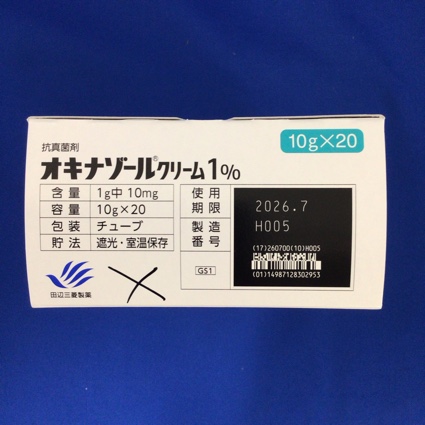 抗真菌剤
オキナゾール®クリーム1%
10g×20
含量 1g中 10mg
容量 10g×20
包装 チューブ
貯法 遮光・室温保存
使用期限 2026.7
製造番号 H005
(17)260700(10)H005
(01)14987128302953
GS1
田辺三菱製薬